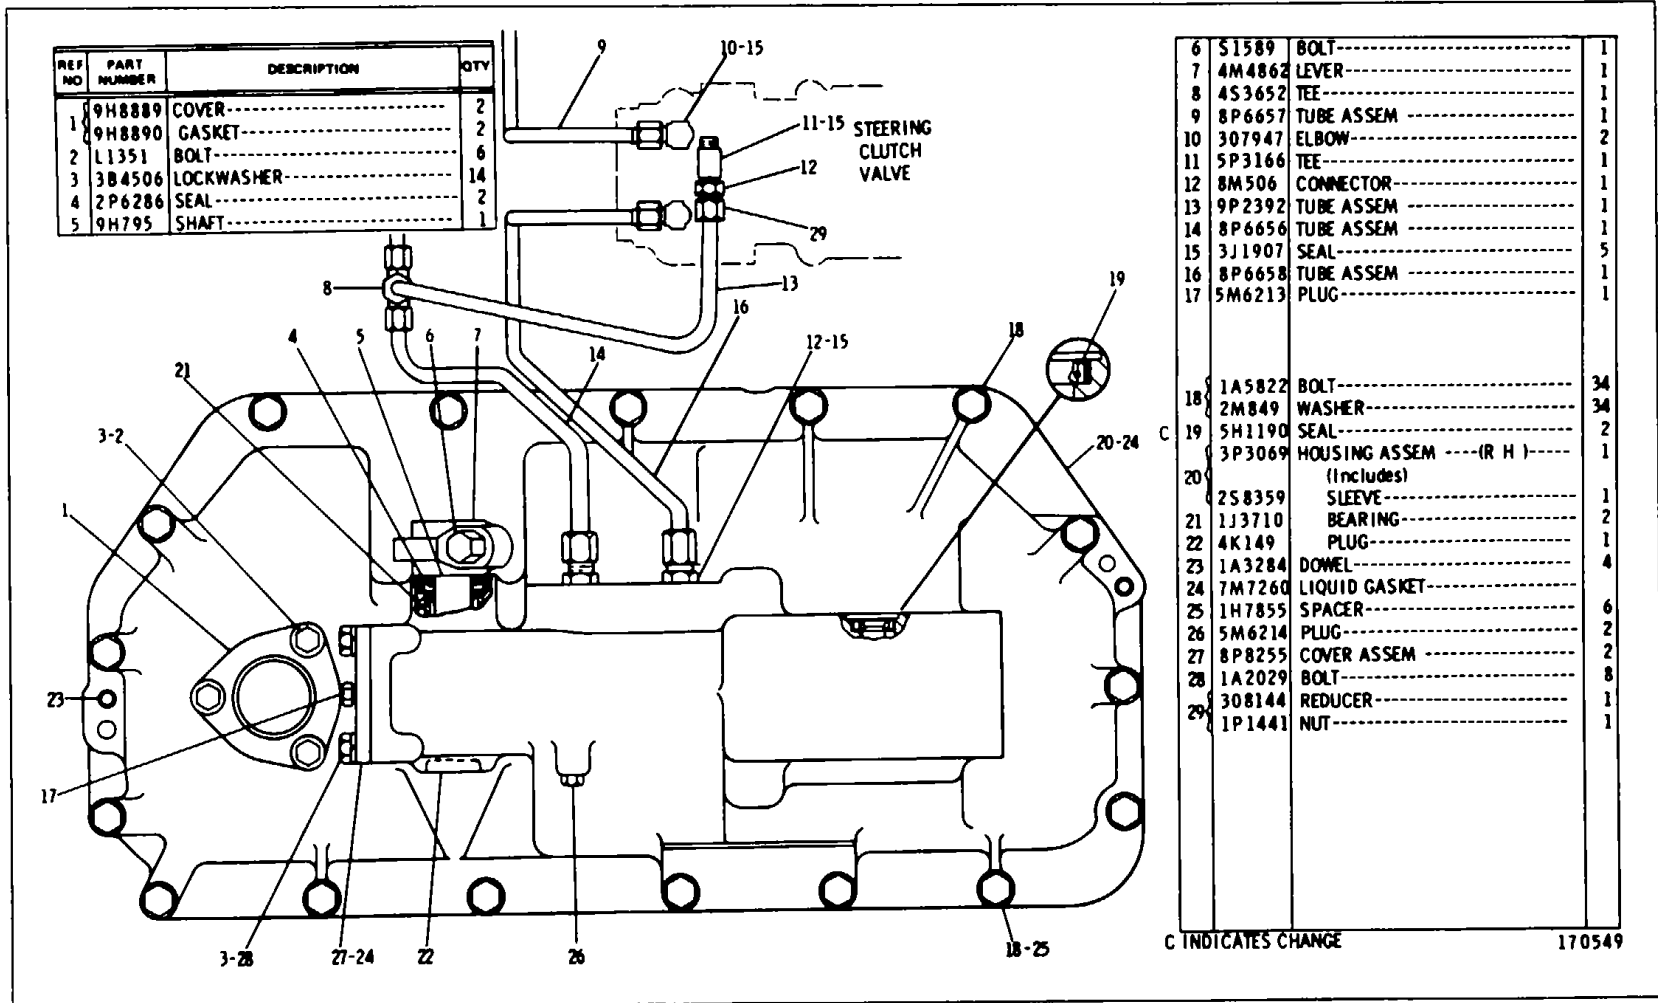 REF NO PART NUMBER DESCRIPTION QTY
1 9H8889 COVER 2
9H8890 GASKET 2
2 L1351 BOLT 6
3 3B4506 LOCKWASHER 14
4 2P6286 SEAL 2
5 9H795 SHAFT 1
9
10-15
11-15
STEERING
CLUTCH
VALVE
12
29
8
13
16
19
4
5
6
7
14
12-15
18
21
3-2
20-24
1
23
17
3-28
27-24
22
26
18-25
6 S1589 BOLT 1
7 4M4862 LEVER 1
8 4S3652 TEE 1
9 8P6657 TUBE ASSEM 1
10 307947 ELBOW 2
11 5P3166 TEE 1
12 8M506 CONNECTOR 1
13 9P2392 TUBE ASSEM 1
14 8P6656 TUBE ASSEM 1
15 3J1907 SEAL 5
16 8P6658 TUBE ASSEM 1
17 5M6213 PLUG 1
18 1A5822 BOLT 34
2M849 WASHER 34
C 19 5H1190 SEAL 2
20 3P3069 HOUSING ASSEM ----(R H)----- 1
(Includes)
2S8359 SLEEVE 1
21 1J3710 BEARING 2
22 4K149 PLUG 1
23 1A3284 DOWEL 4
24 7M7260 LIQUID GASKET
25 1H7855 SPACER 6
26 5M6214 PLUG 2
27 8P8255 COVER ASSEM 2
28 1A2029 BOLT 8
29 308144 REDUCER 1
1P1441 NUT 1
C INDICATES CHANGE 170549